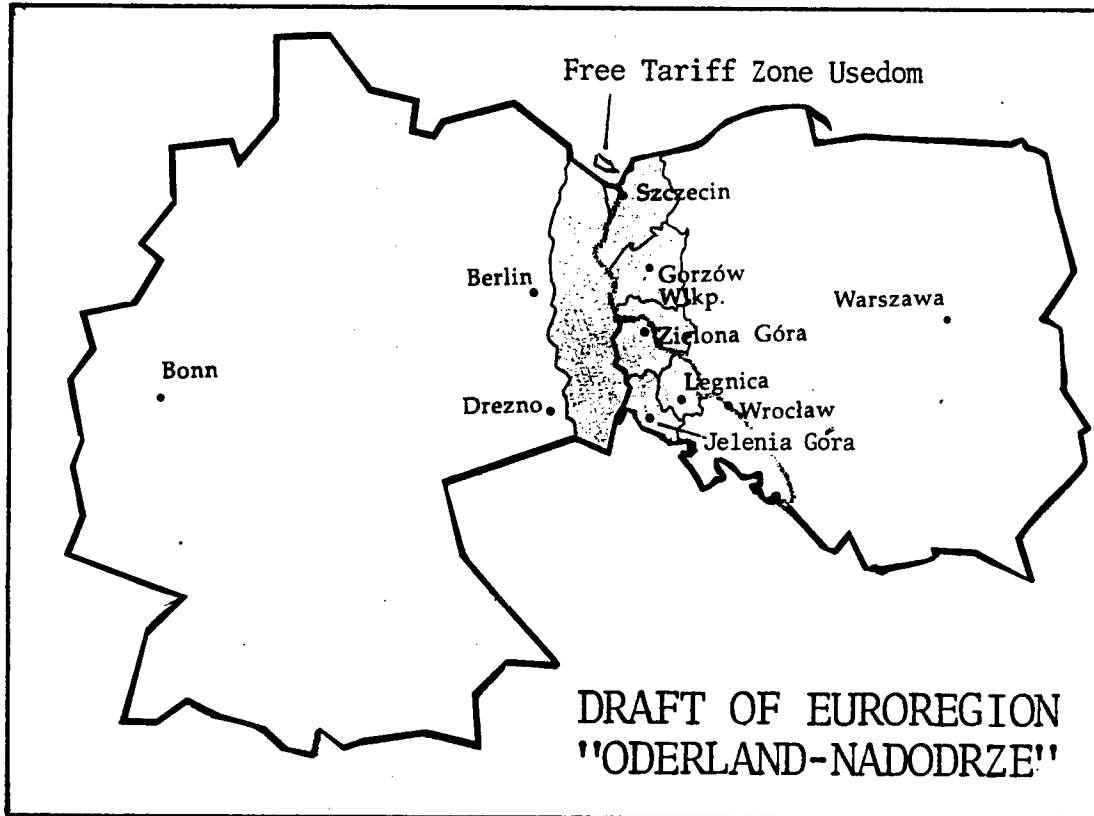 Free Tariff Zone Usedom
Szczecin
Berlin
Gorzów
Wlkp.
Warszawa
Zielona Góra
Bonn
Legnica
Drezno
Wrocław
Jelenia Góra
DRAFT OF EUROREGION
"ODERLAND-NADODRZE"